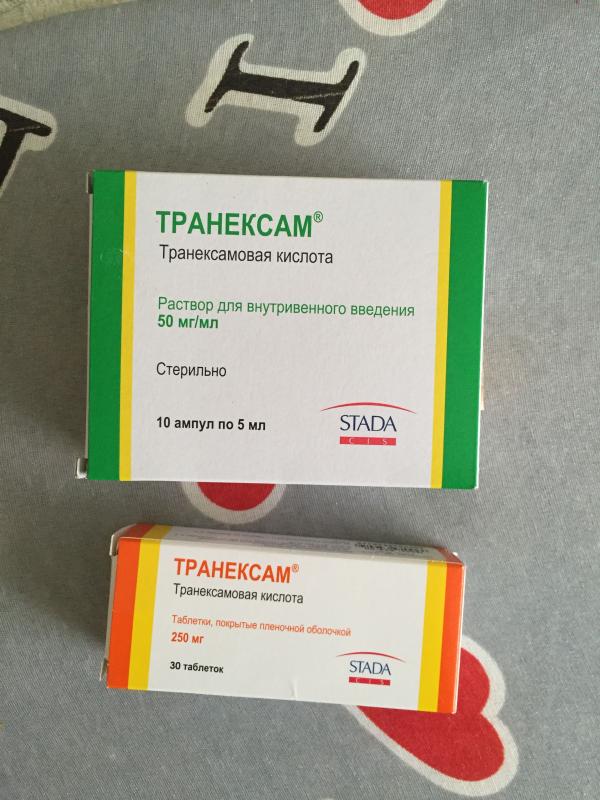 I
ТРАНЕКСАМ®
Транексамовая кислота
Раствор для внутривенного введения
50 мг/мл
Стерильно
10 ампул по 5 мл
STADA
CIS
ТРАНЕКСАМ®
Транексамовая кислота
Таблетки, покрытые пленочной оболочкой
250 мг
30 таблеток
STADA
CIS